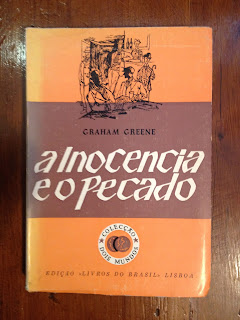 GRAHAM GREENE
a Inocencia
e o Pecado
COLECÇÃO
DOIS MUNDOS
EDIÇÃO «LIVROS DO BRASIL» LISBOA